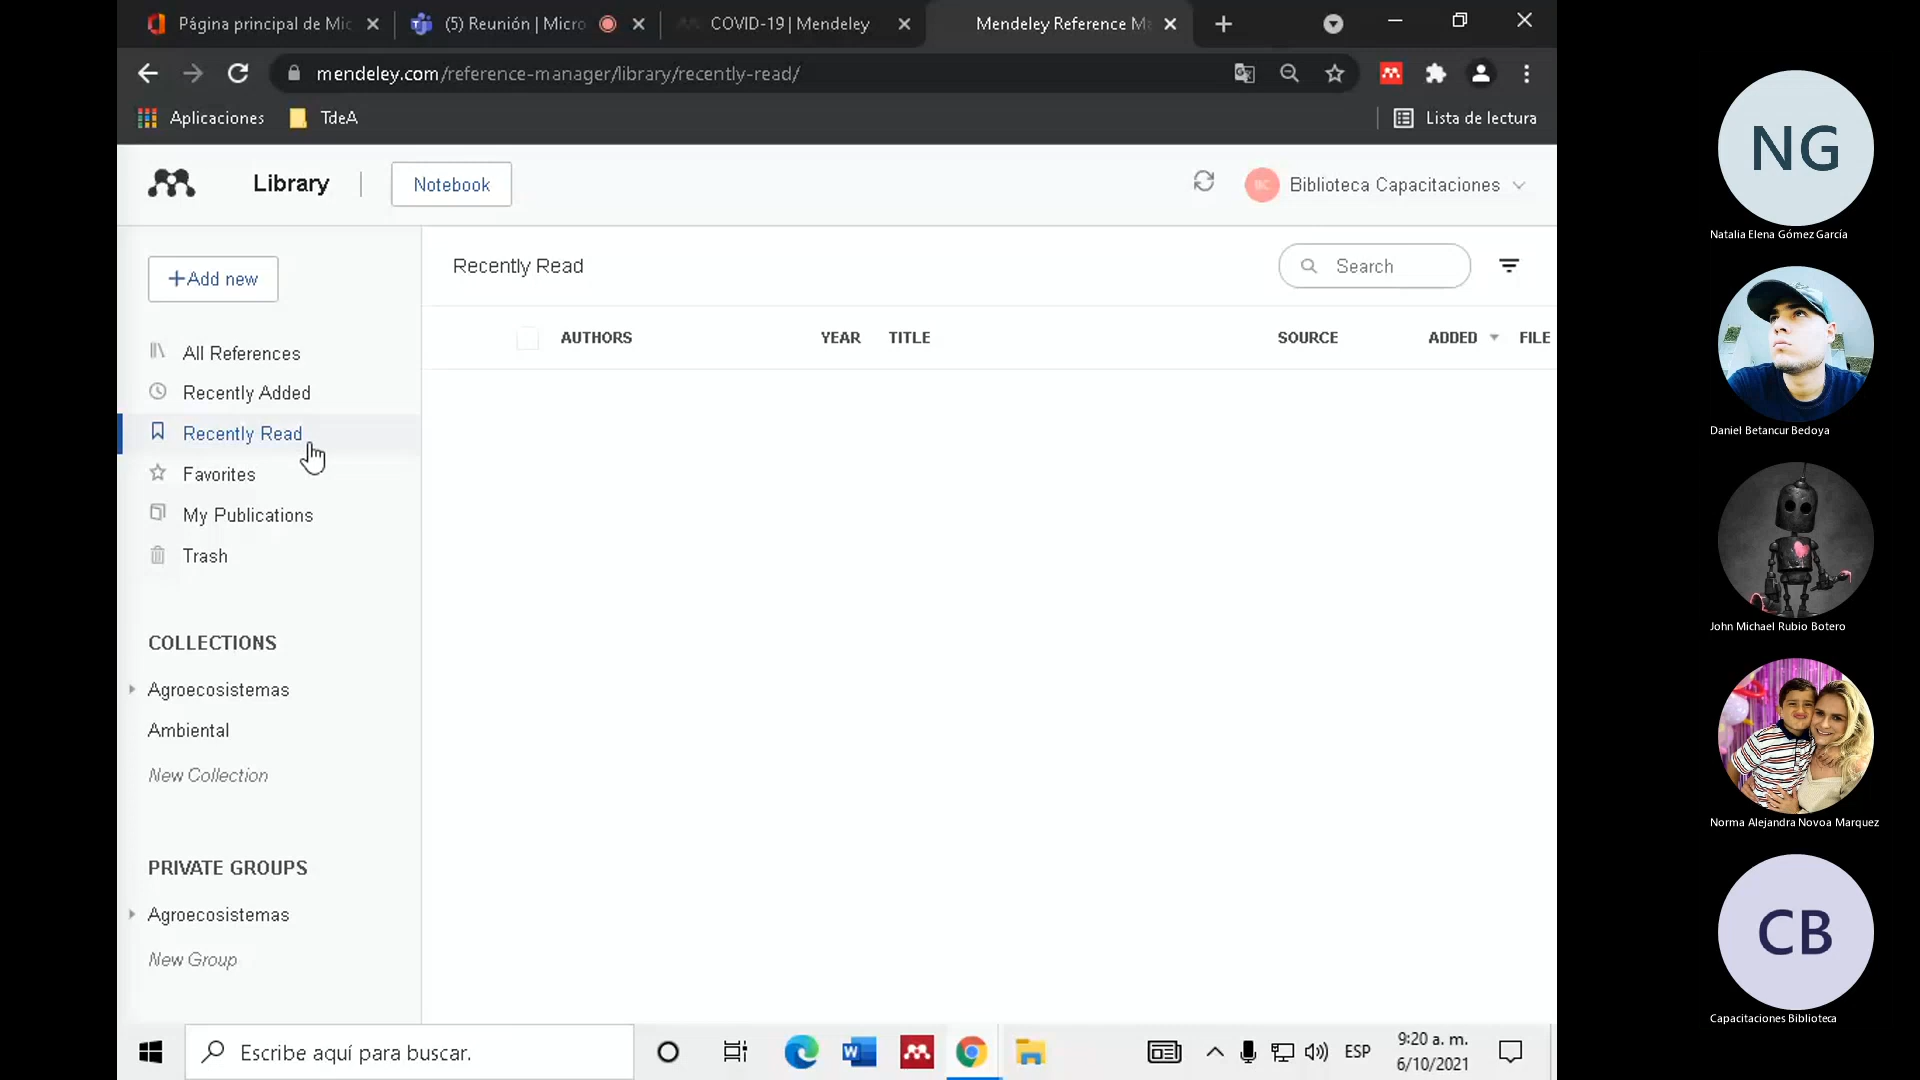 Página principal de Mic
(5) Reunión | Micro
COVID-19 | Mendeley
Mendeley Reference Ma
mendeley.com/reference-manager/library/recently-read/
Aplicaciones
TdeA
Lista de lectura
Library
Notebook
BC
Biblioteca Capacitaciones
+Add new
Recently Read
Search
AUTHORS
YEAR
TITLE
SOURCE
ADDED
FILE
All References
Recently Added
Recently Read
Favorites
My Publications
Trash
COLLECTIONS
Agroecosistemas
Ambiental
New Collection
PRIVATE GROUPS
Agroecosistemas
New Group
Escribe aquí para buscar.
ESP
9:20 a. m.
6/10/2021
NG
Natalia Elena Gómez García
Daniel Betancur Bedoya
John Michael Rubio Botero
Norma Alejandra Novoa Marquez
CB
Capacitaciones Biblioteca